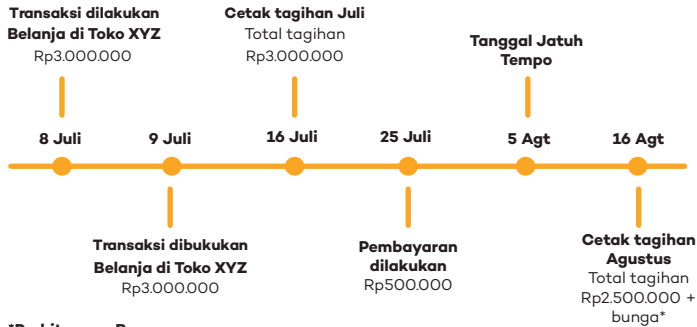 Transaksi dilakukan
Belanja di Toko XYZ
Rp3.000.000
Cetak tagihan Juli
Total tagihan
Rp3.000.000
Tanggal Jatuh
Tempo
8 Juli
9 Juli
16 Juli
25 Juli
5 Agt
16 Agt
Transaksi dibukukan
Belanja di Toko XYZ
Rp3.000.000
Pembayaran
dilakukan
Rp500.000
Cetak tagihan
Agustus
Total tagihan
Rp2.500.000 +
bunga*